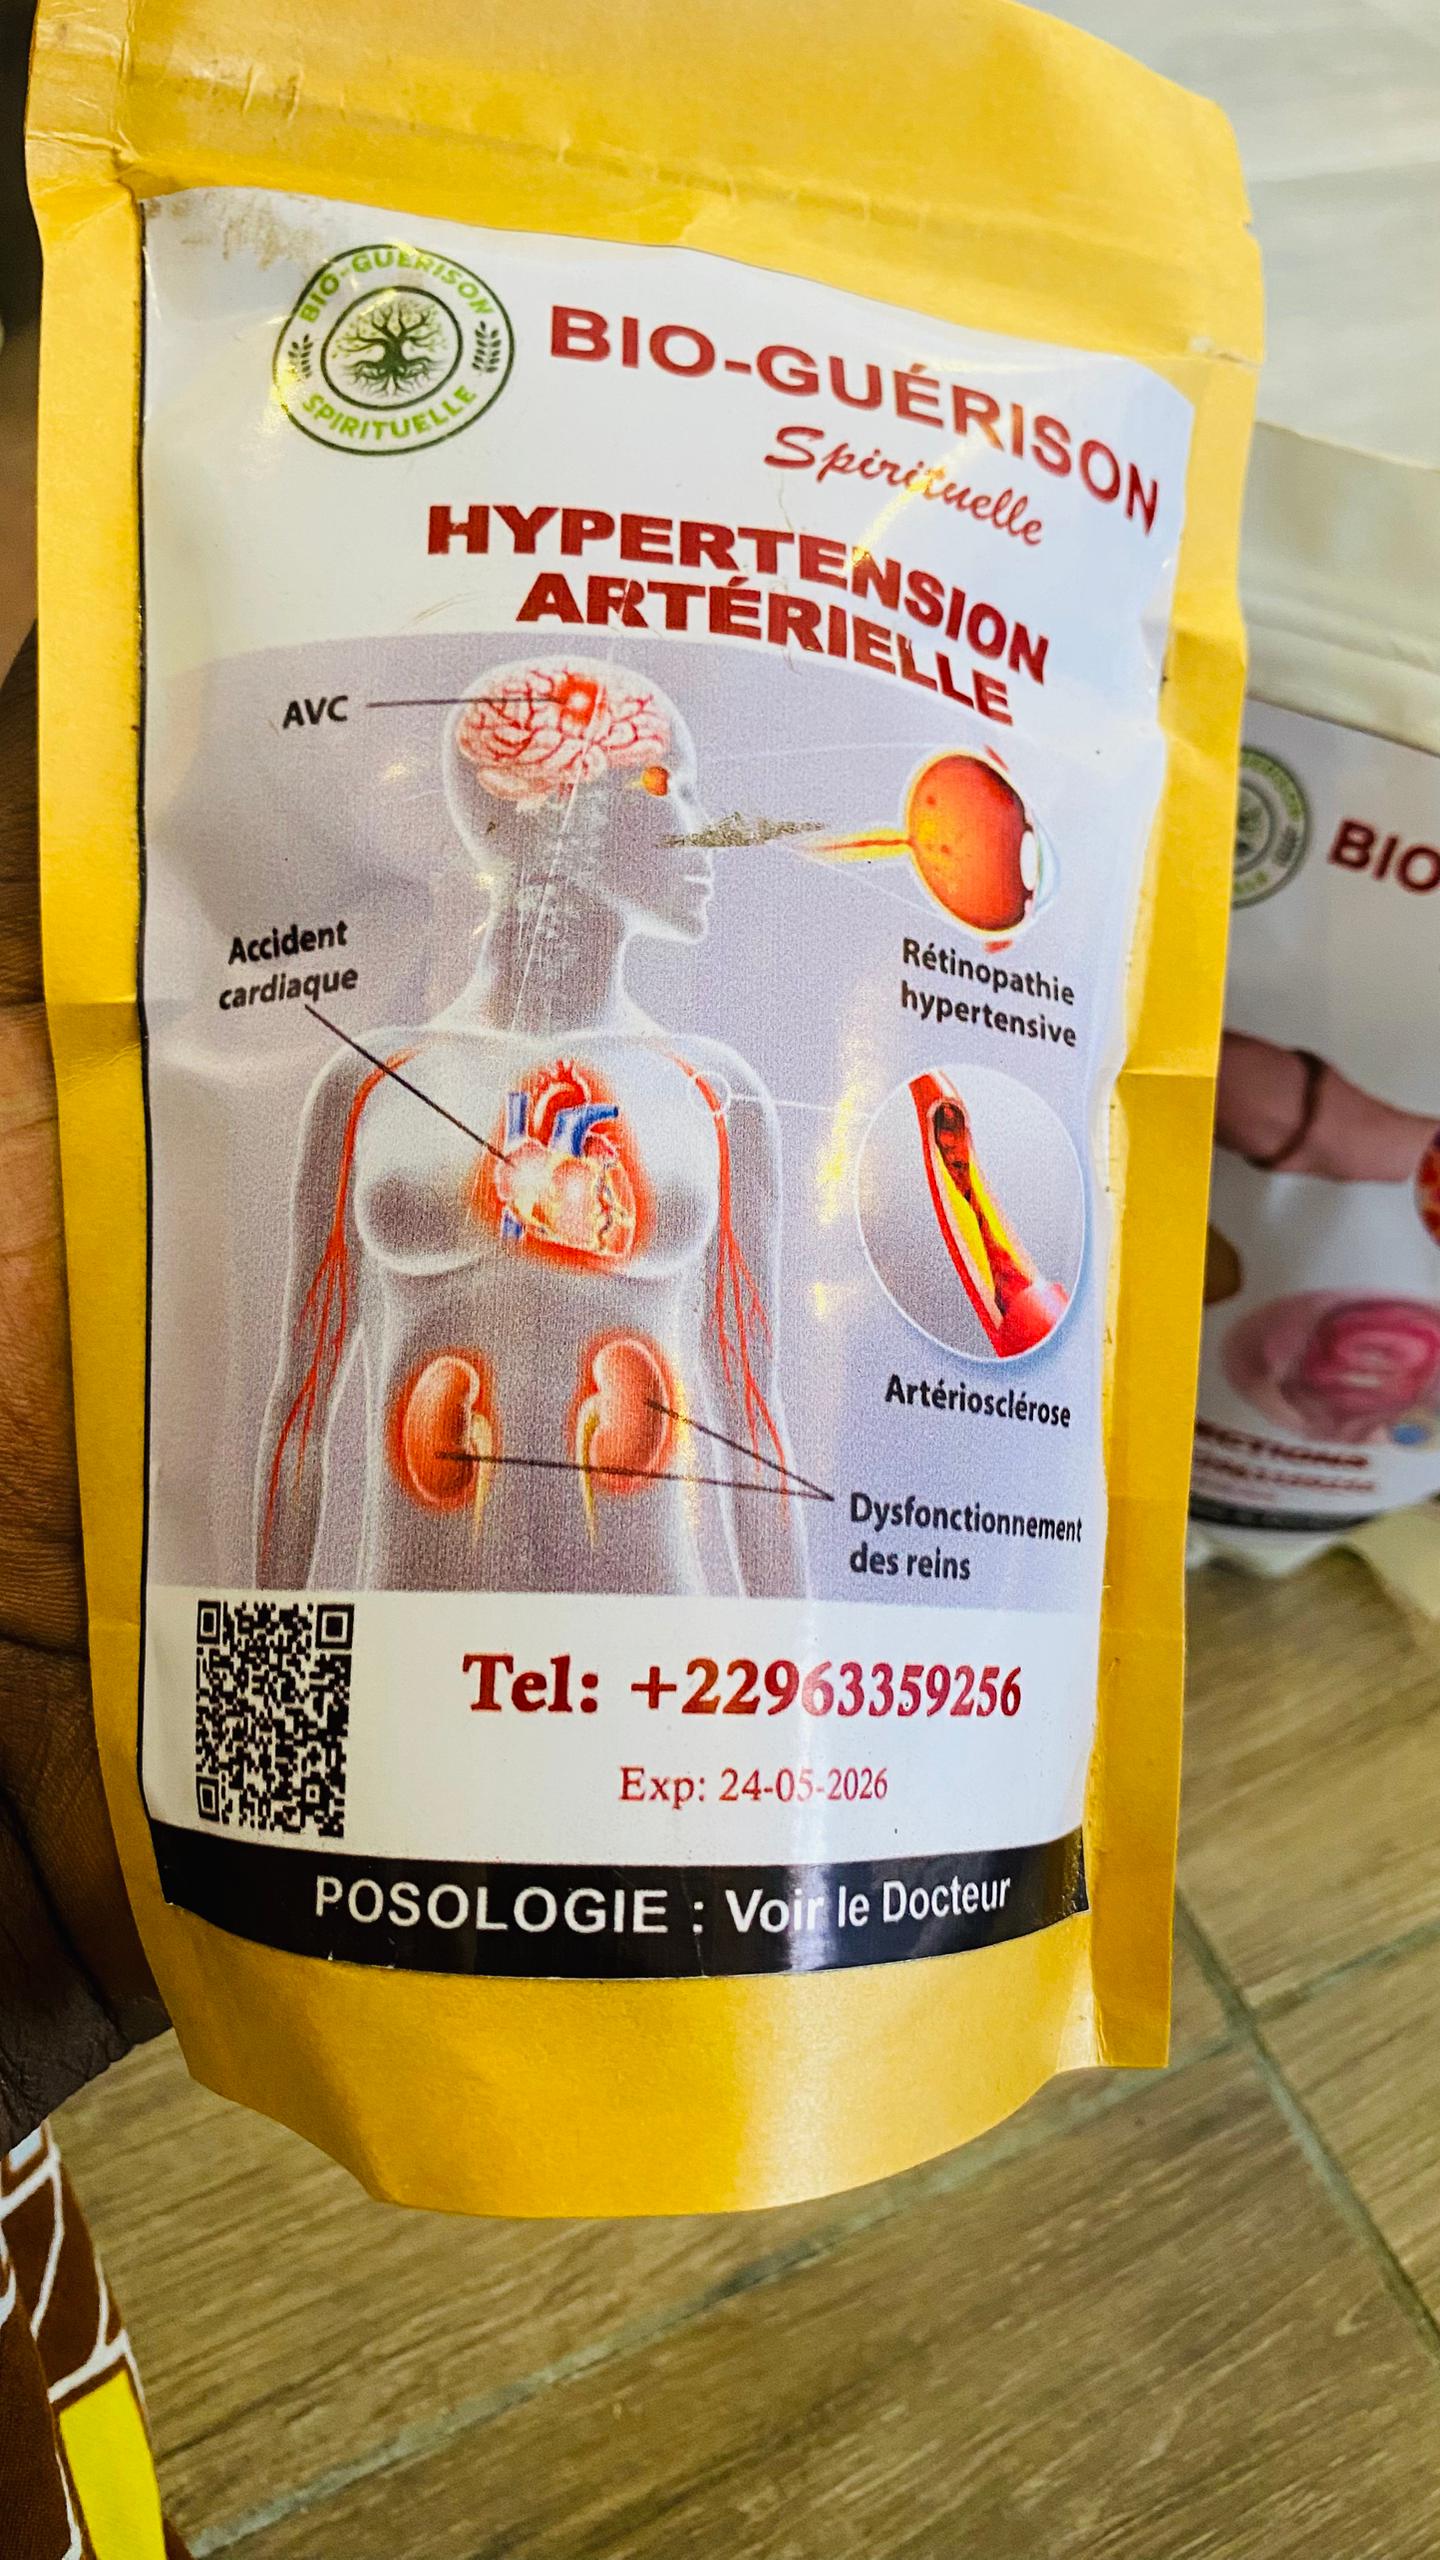 BIO-GUÉRISON
SPIRITUELLE
BIO-GUÉRISON
Spirituelle
HYPERTENSION
ARTÉRIELLE
AVC
Accident
cardiaque
Rétinopathie
hypertensive
Artériosclérose
Dysfonctionnement
des reins
Tel: +22963359256
Exp: 24-05-2026
POSOLOGIE : Voir le Docteur
BIO